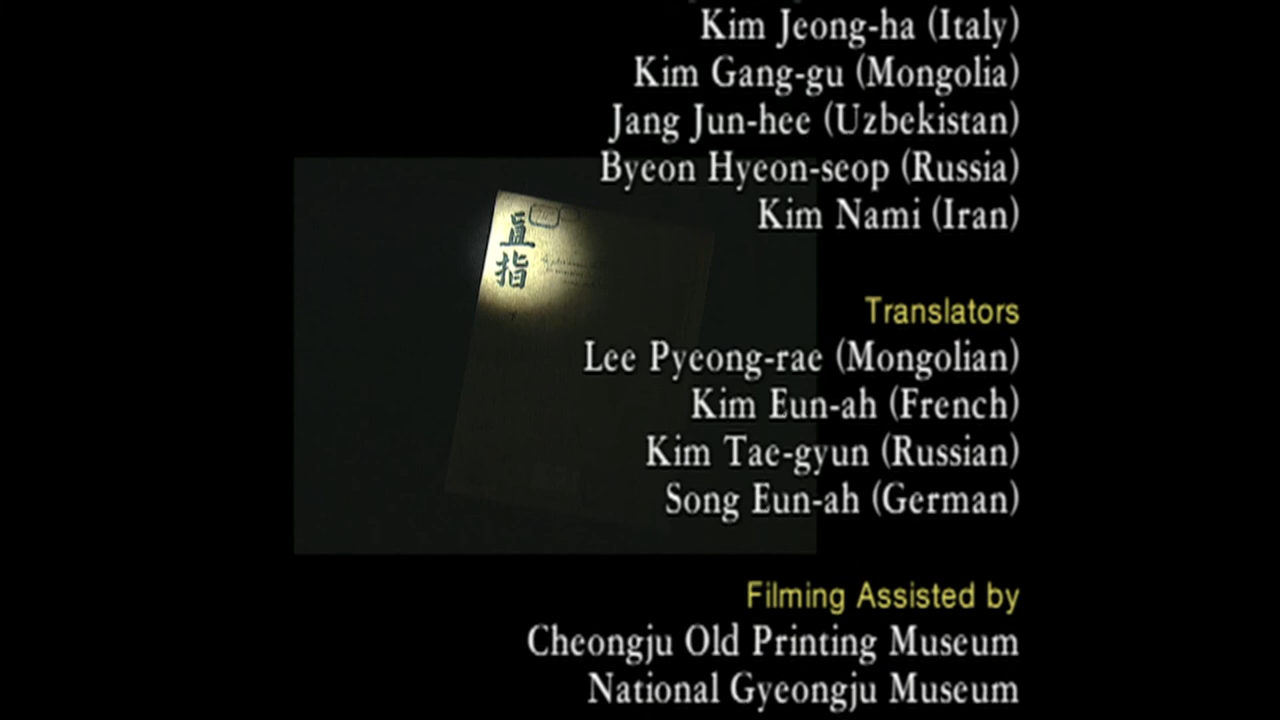 Kim Jeong-ha (Italy)
Kim Gang-gu (Mongolia)
Jang Jun-hee (Uzbekistan)
Byeon Hyeon-seop (Russia)
Kim Nami (Iran)
直指
Translators
Lee Pyeong-rae (Mongolian)
Kim Eun-ah (French)
Kim Tae-gyun (Russian)
Song Eun-ah (German)
Filming Assisted by
Cheongju Old Printing Museum
National Gyeongju Museum